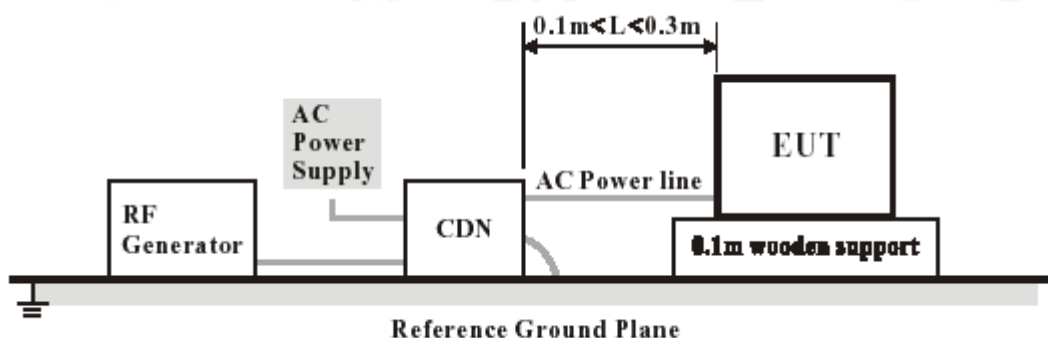 0.1m<L<0.3m
AC
Power
Supply
EUT
AC Power line
RF
Generator
CDN
0.1m wooden support
Reference Ground Plane